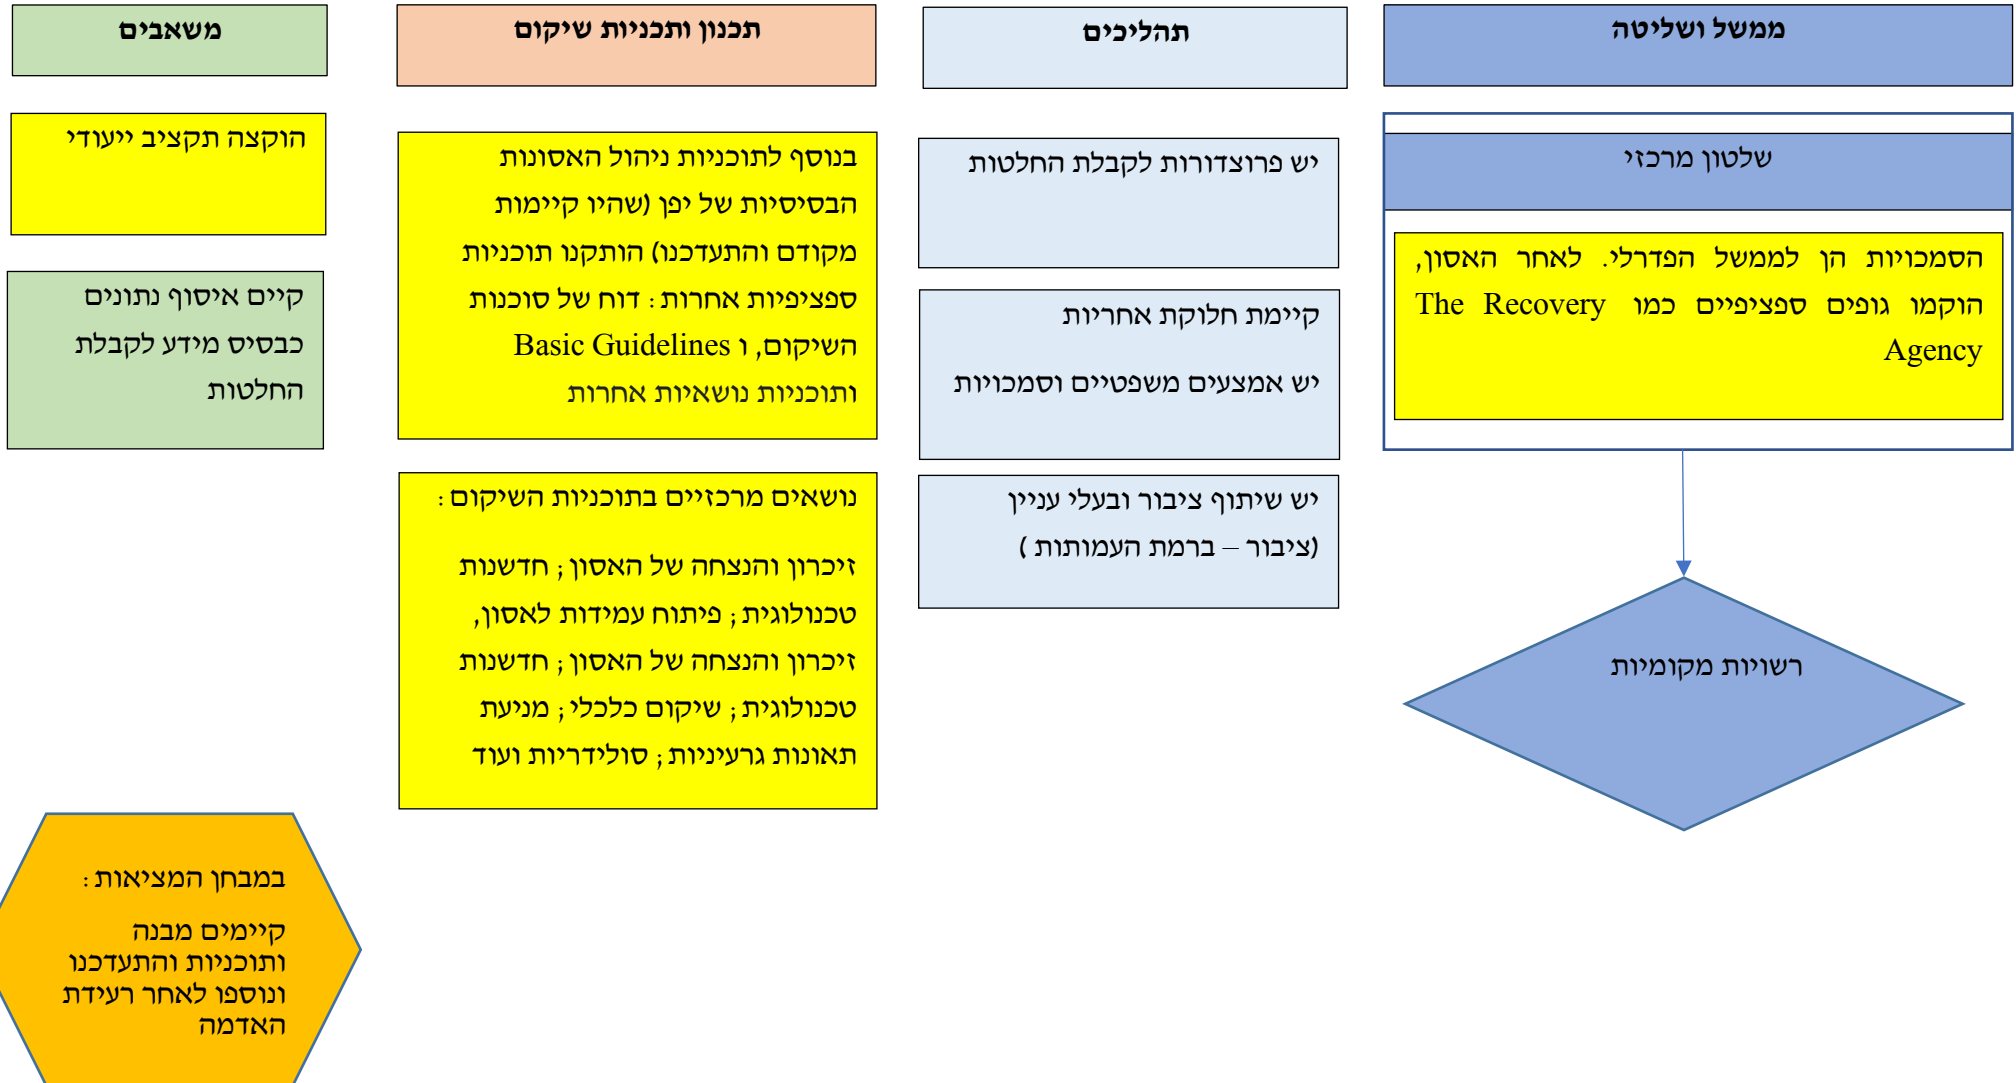 ממשל ושליטה
תהליכים
תכנון ותכניות שיקום
משאבים
שלטון מרכזי
הסמכויות הן לממשל הפדרלי. לאחר האסון,
הוקמו גופים ספציפיים כמו The Recovery
Agency
רשויות מקומיות
יש פרוצדורות לקבלת החלטות
קיימת חלוקת אחריות
יש אמצעים משפטיים וסמכויות
יש שיתוף ציבור ובעלי עניין
(ציבור – ברמת העמותות )
בנוסף לתוכניות ניהול האסונות
הבסיסיות של יפן (שהיו קיימות
מקודם והתעדכנו) הותקנו תוכניות
ספציפיות אחרות: דוח של סוכנות
השיקום, ו Basic Guidelines
ותוכניות נושאיות אחרות
נושאים מרכזיים בתוכניות השיקום:
זיכרון והנצחה של האסון; חדשנות
טכנולוגית; פיתוח עמידות לאסון,
זיכרון והנצחה של האסון; חדשנות
טכנולוגית; שיקום כלכלי; מניעת
תאונות גרעיניות; סולידריות ועוד
הוקצה תקציב ייעודי
קיים איסוף נתונים
כבסיס מידע לקבלת
החלטות
במבחן המציאות:
קיימים מבנה
ותוכניות והתעדכנו
ונוספו לאחר רעידת
האדמה